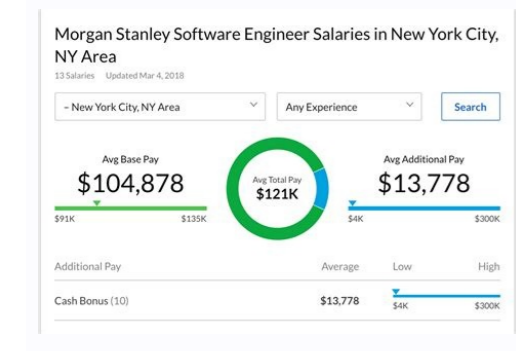 Morgan Stanley Software Engineer Salaries in New York City,
NY Area
13 Salaries Updated Mar 4, 2018
– New York City, NY Area
Any Experience
Search
Avg Base Pay
$104,878
$91K
$135K
Avg Total Pay
$121K
Avg Additional Pay
$13,778
$4K
$300K
Additional Pay Average Low High
Cash Bonus (10) $13,778
$4K $300K